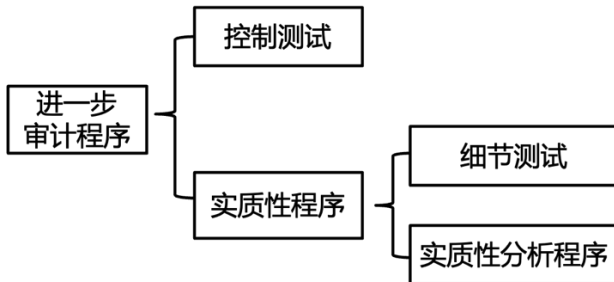 控制测试
进一步
审计程序
细节测试
实质性程序
实质性分析程序